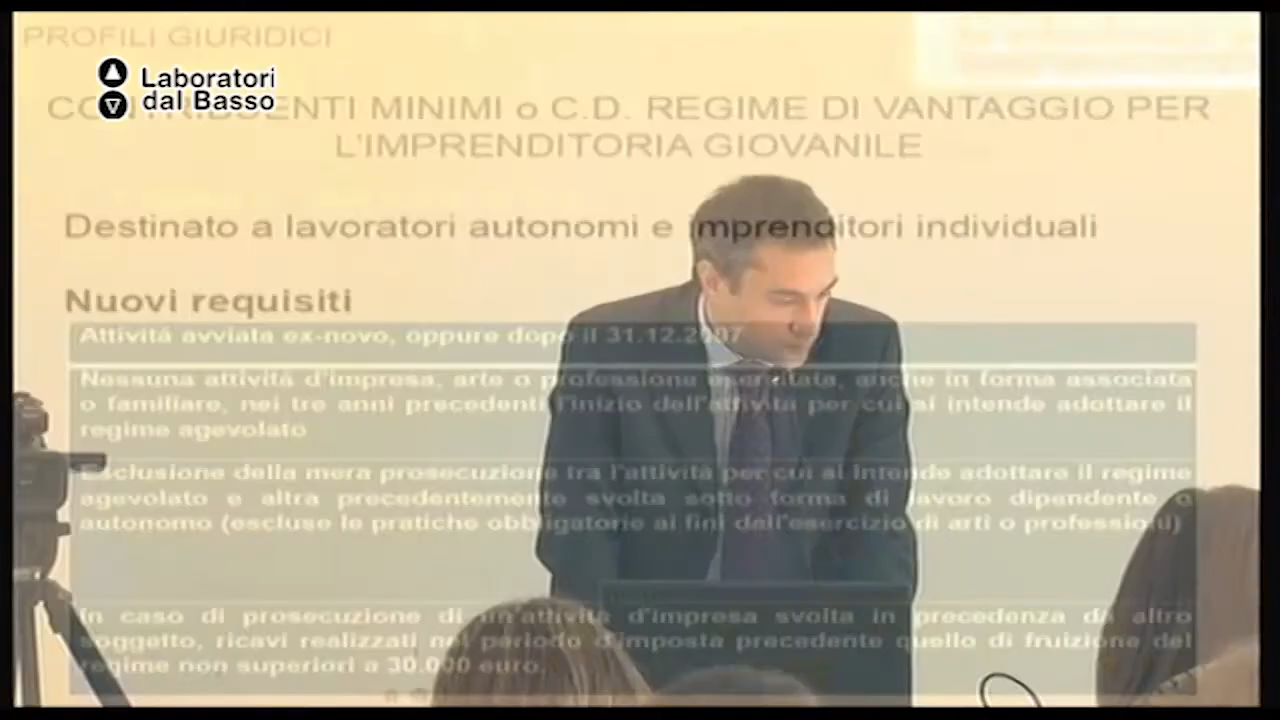 PROFILI GIURIDICI
Laboratori
dal Basso
CONTRIBUENTI MINIMI o C.D. REGIME DI VANTAGGIO PER
L'IMPRENDITORIA GIOVANILE
Destinato a lavoratori autonomi e imprenditori individuali
Nuovi requisiti
Attività avviata ex-novo, oppure dopo il 31.12.2007
Nessuna attività d'impresa, arte o professione esercitata, anche in forma associata
o familiare, nei tre anni precedenti l'inizio dell'attività per cui si intende adottare il
regime agevolato
Esclusione della mera prosecuzione tra l'attività per cui si intende adottare il regime
agevolato e altra precedentemente svolta sotto forma di lavoro dipendente o
autonomo (escluse le pratiche obbligatorie ai fini dell'esercizio di arti o professioni)
In caso di prosecuzione di un'attività d'impresa svolta in precedenza da altro
soggetto, ricavi realizzati nel periodo d'imposta precedente quello di fruizione del
regime non superiori a 30.000 euro.